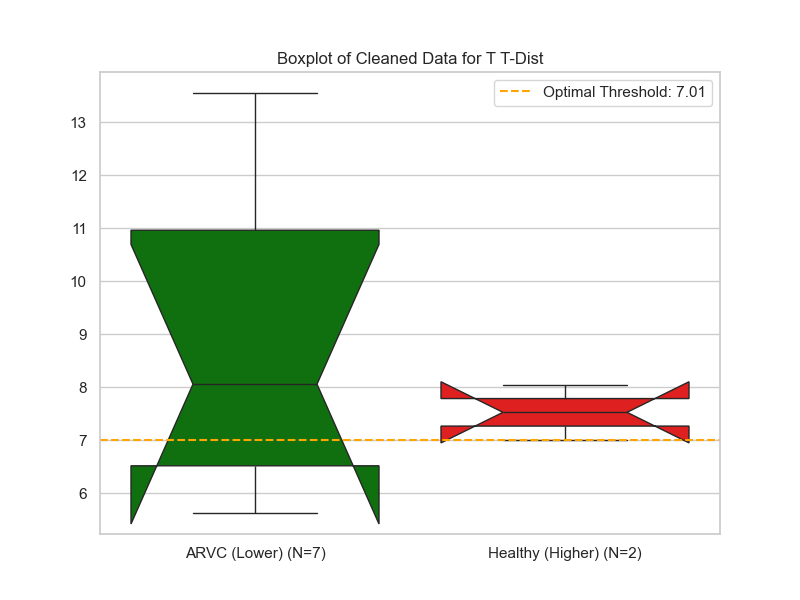 Boxplot of Cleaned Data for T T-Dist
Optimal Threshold: 7.01
13
12
11
10
9
8
7
6
ARVC (Lower) (N=7)
Healthy (Higher) (N=2)